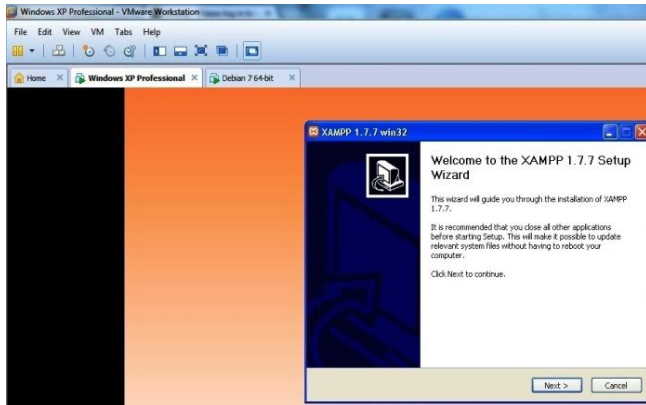 Windows XP Professional - VMware Workstation
File Edit View VM Tabs Help
Home Windows XP Professional Debian 7 64-bit
XAMPP 1.7.7 win32
Welcome to the XAMPP 1.7.7 Setup
Wizard
This wizard will guide you through the installation of XAMPP
1.7.7.
It is recommended that you close all other applications
before starting Setup. This will make it possible to update
relevant system files without having to reboot your
computer.
Click Next to continue.
Next > Cancel